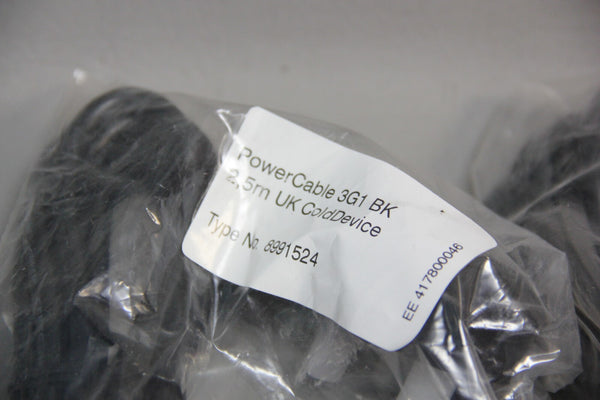 PowerCable 3G1 BK
2,5m UK ColdDevice
Type No. 6991524
EE 417800046